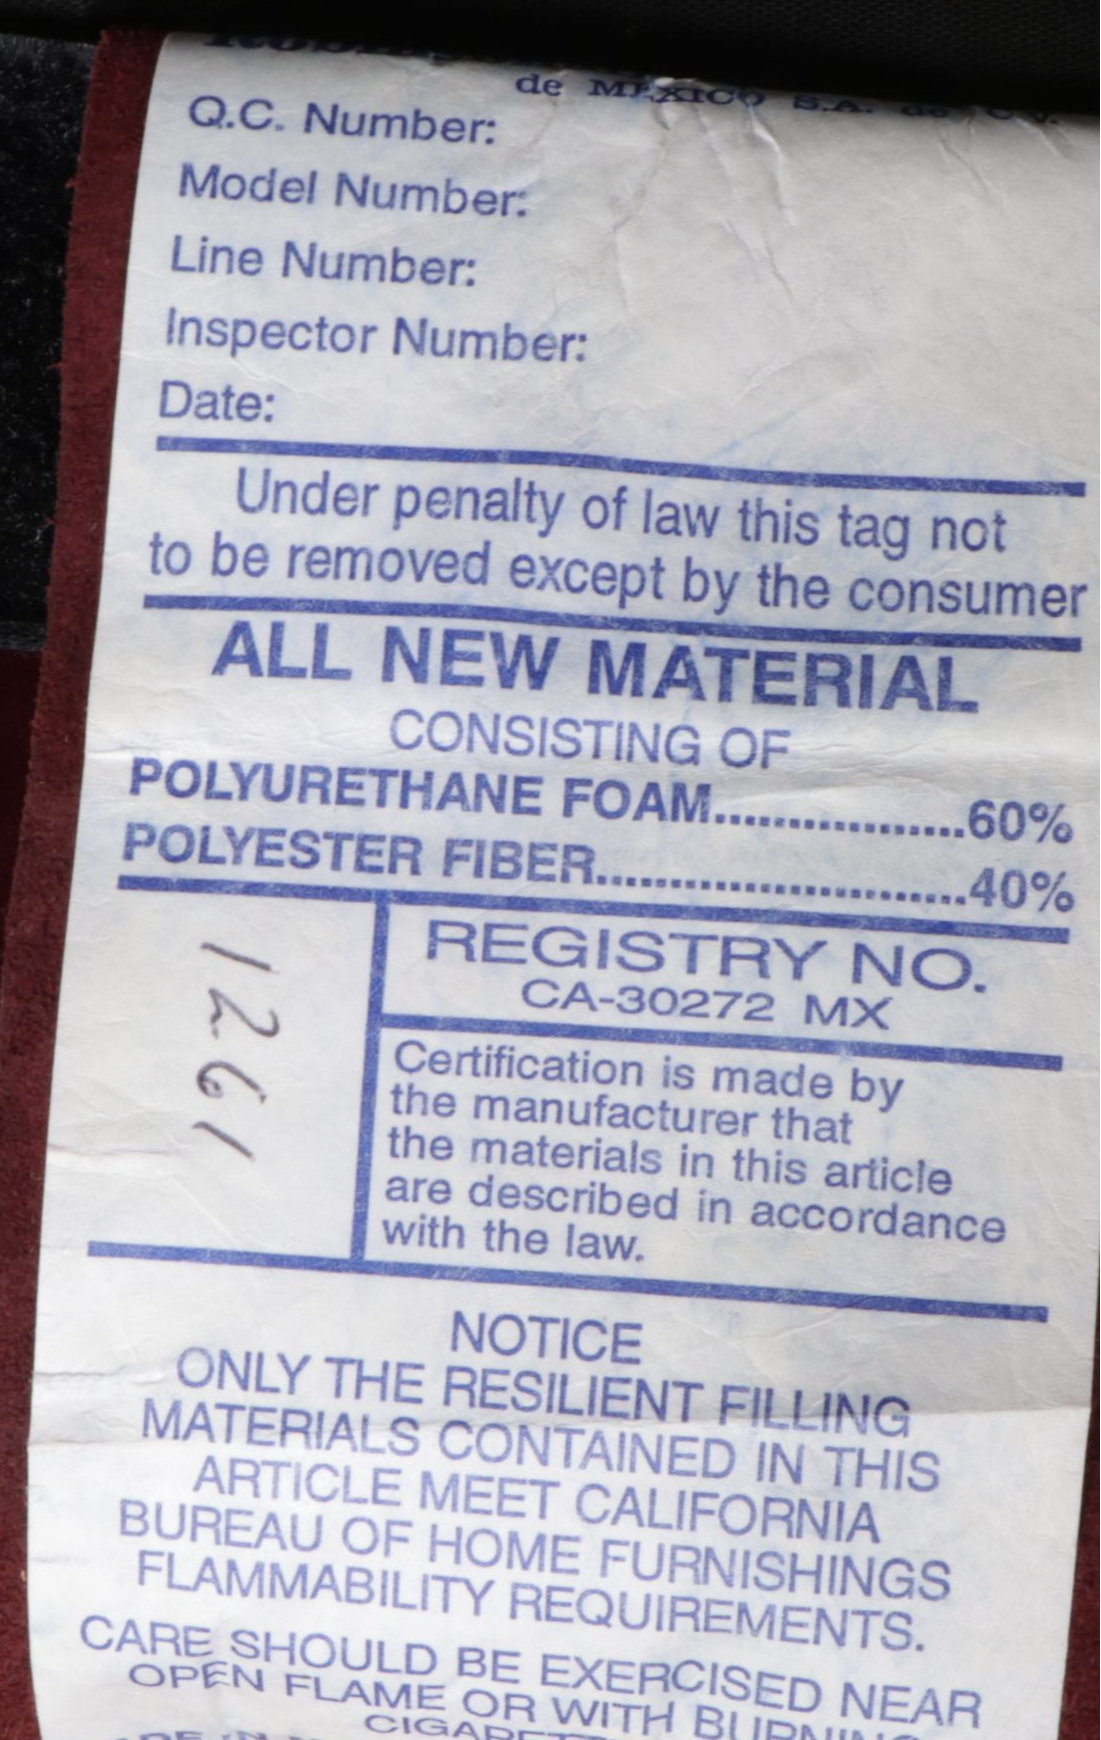 de MEXICO S.A. de C.V.
Q.C. Number:
Model Number:
Line Number:
Inspector Number:
Date:
Under penalty of law this tag not
to be removed except by the consumer
ALL NEW MATERIAL
CONSISTING OF
POLYURETHANE FOAM.................60%
POLYESTER FIBER.........................40%
1261
REGISTRY NO.
CA-30272 MX
Certification is made by
the manufacturer that
the materials in this article
are described in accordance
with the law.
NOTICE
ONLY THE RESILIENT FILLING
MATERIALS CONTAINED IN THIS
ARTICLE MEET CALIFORNIA
BUREAU OF HOME FURNISHINGS
FLAMMABILITY REQUIREMENTS.
CARE SHOULD BE EXERCISED NEAR
OPEN FLAME OR WITH BURNING